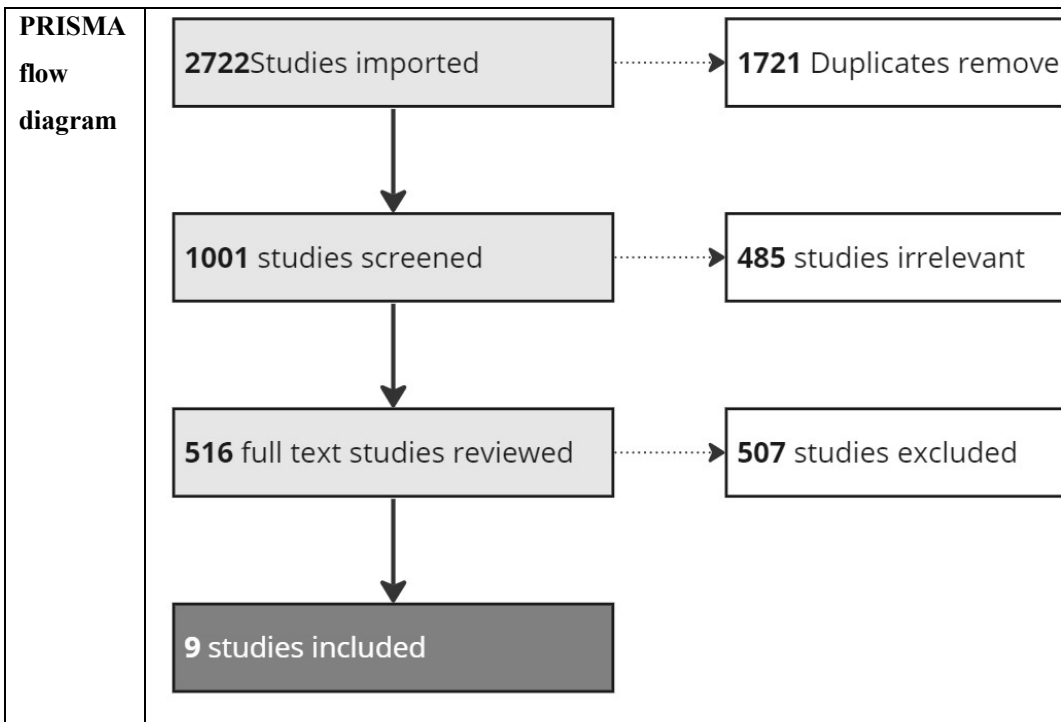 PRISMA
flow
diagram
2722Studies imported
1721 Duplicates remove
1001 studies screened
485 studies irrelevant
516 full text studies reviewed
507 studies excluded
9 studies included